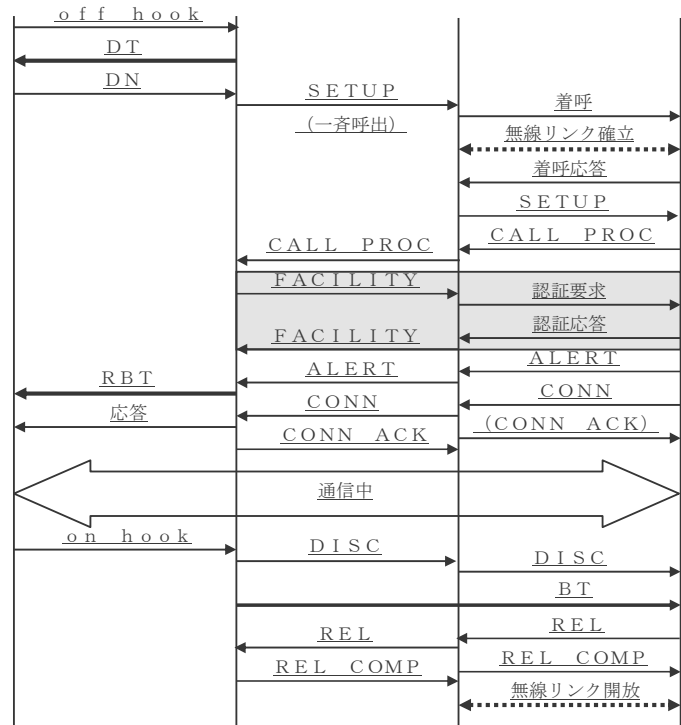 ｏｆｆ　ｈｏｏｋ
ＤＴ
ＤＮ
ＳＥＴＵＰ
（一斉呼出）
着呼
無線リンク確立
着呼応答
ＳＥＴＵＰ
ＣＡＬＬ　ＰＲＯＣ
ＣＡＬＬ　ＰＲＯＣ
ＦＡＣＩＬＩＴＹ
認証要求
認証応答
ＦＡＣＩＬＩＴＹ
ＡＬＥＲＴ
ＡＬＥＲＴ
ＲＢＴ
ＣＯＮＮ
ＣＯＮＮ
応答
（ＣＯＮＮ　ＡＣＫ）
ＣＯＮＮ　ＡＣＫ
通信中
ｏｎ　ｈｏｏｋ
ＤＩＳＣ
ＤＩＳＣ
ＢＴ
ＲＥＬ
ＲＥＬ
ＲＥＬ　ＣＯＭＰ
ＲＥＬ　ＣＯＭＰ
無線リンク開放